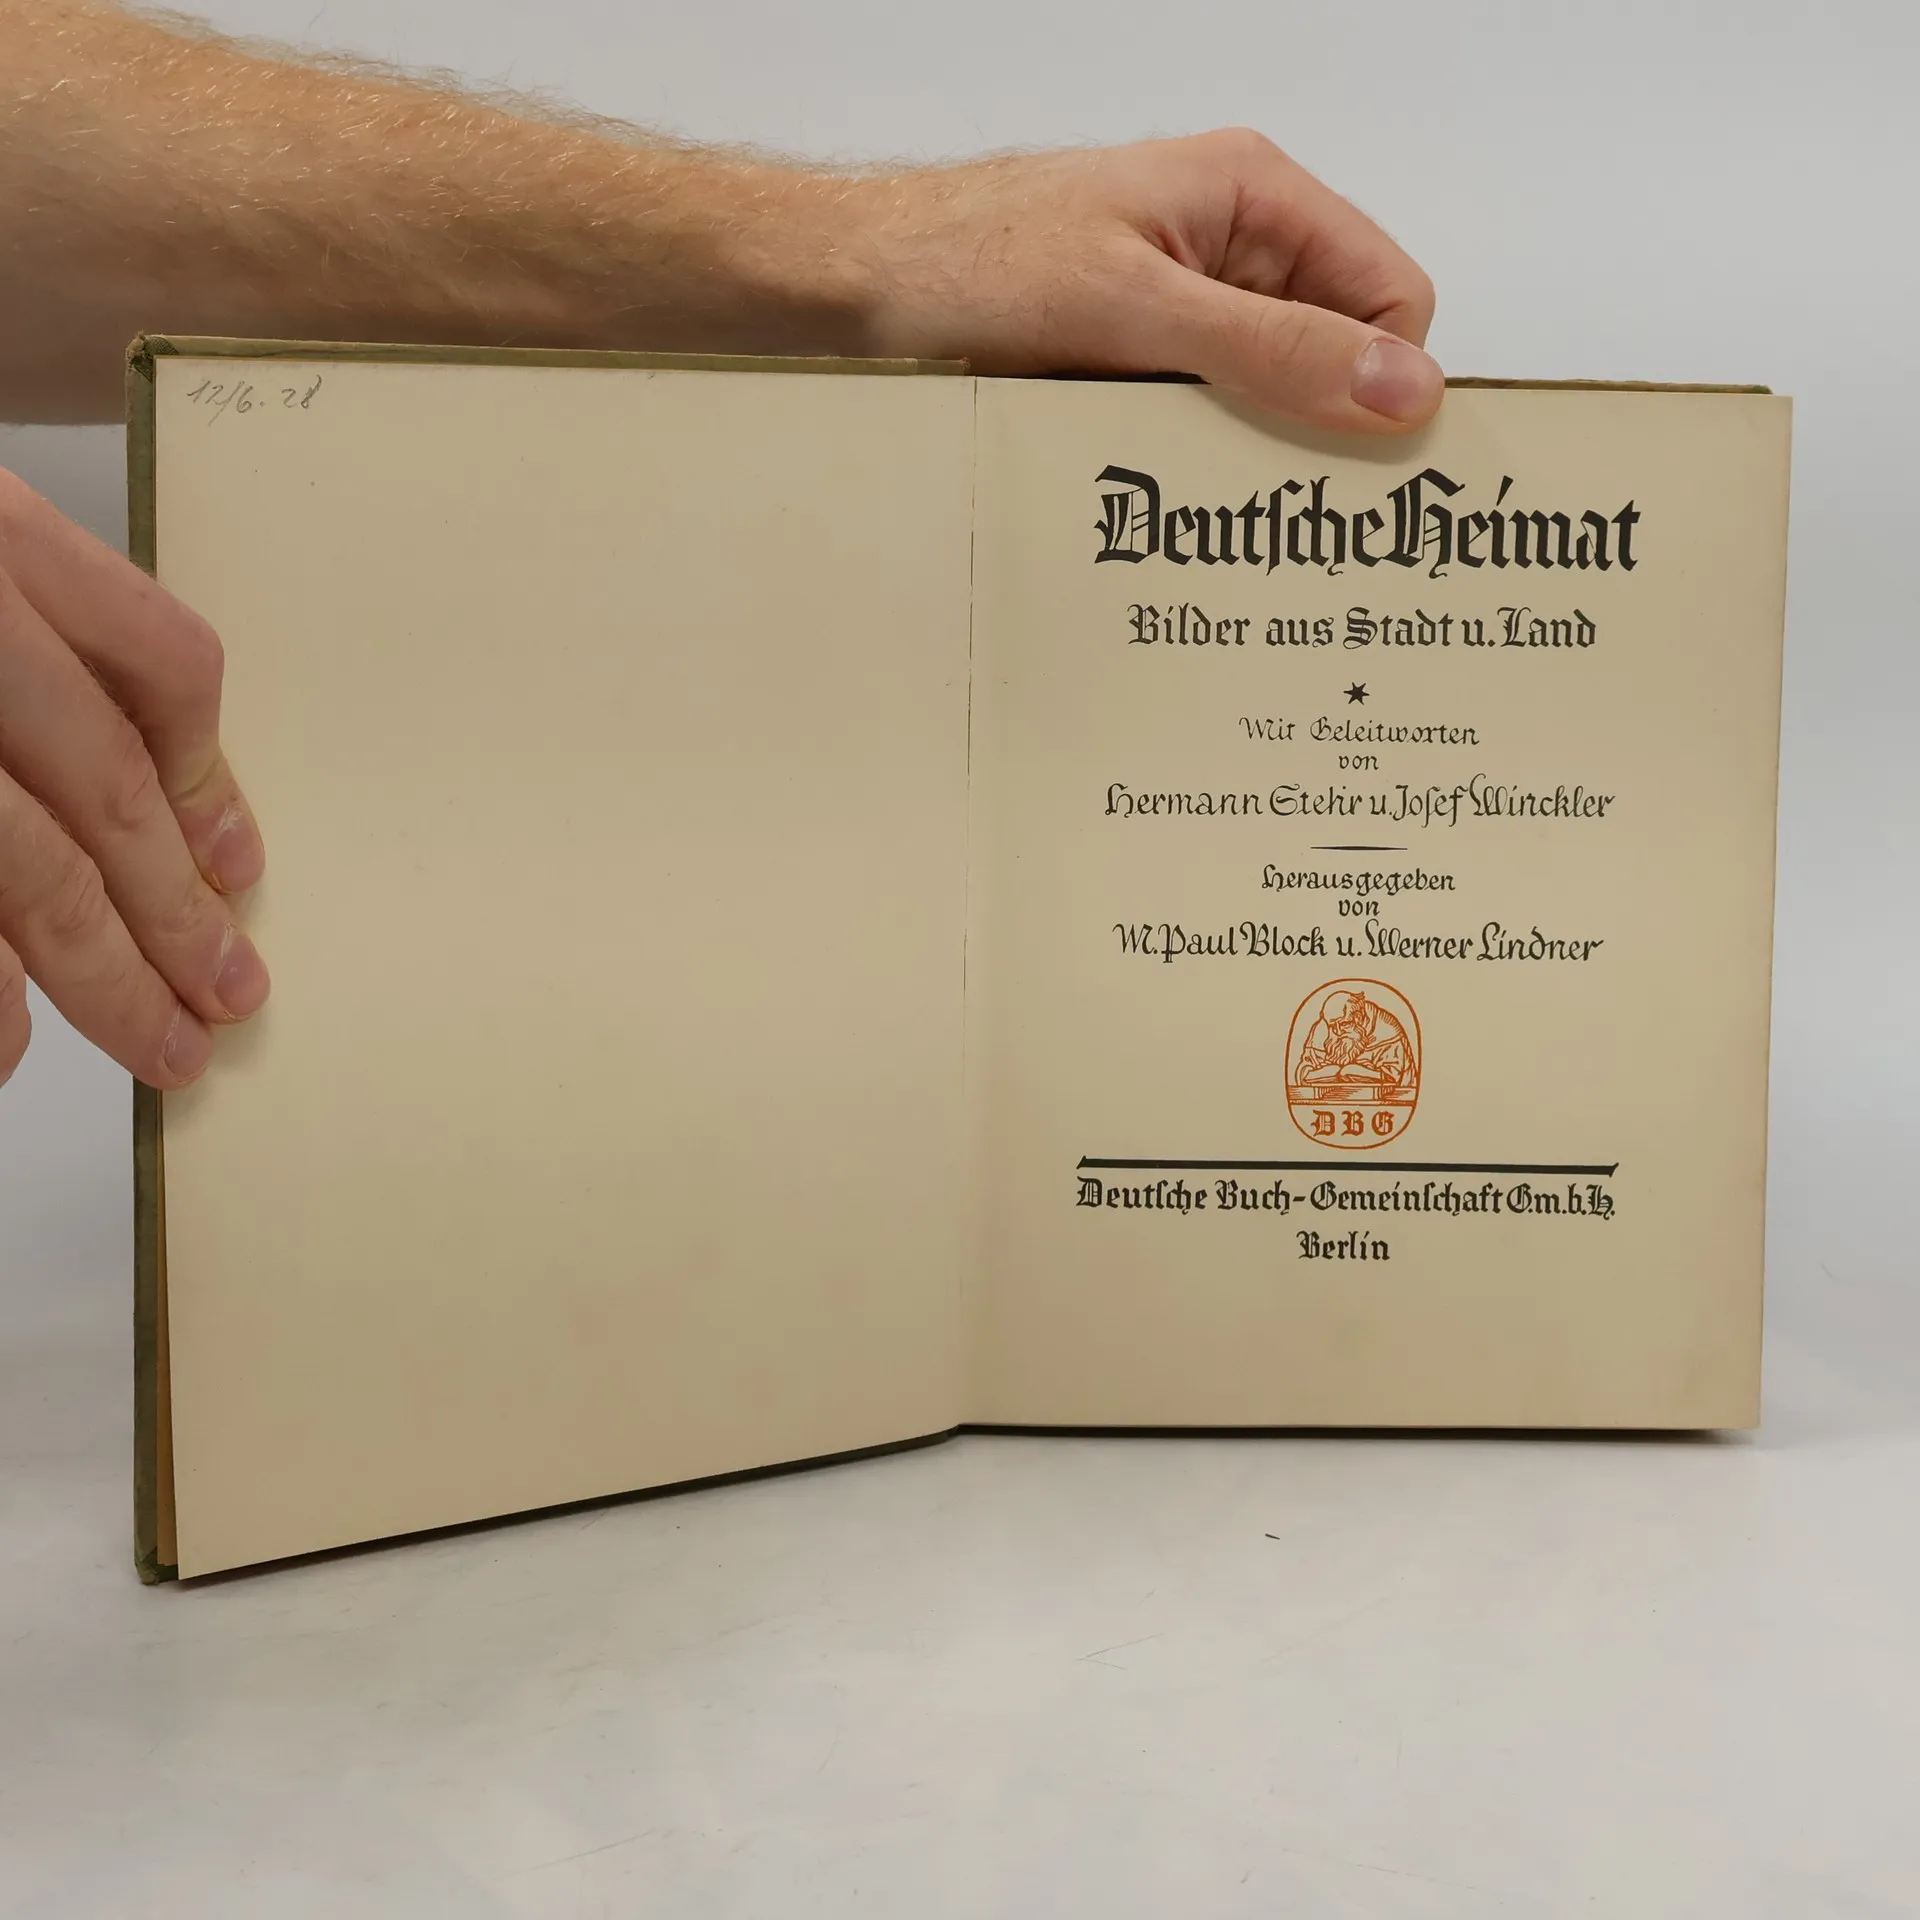 12/6. 28
Deutſche Heimat
Bilder aus Stadt u. Land
Mit Geleitworten
von
Hermann Stehr u. Joſef Winckler
Herausgegeben
von
M. Paul Block u. Werner Lindner
DBG
Deutſche Buch-Gemeinſchaft G.m.b.H.
Berlin